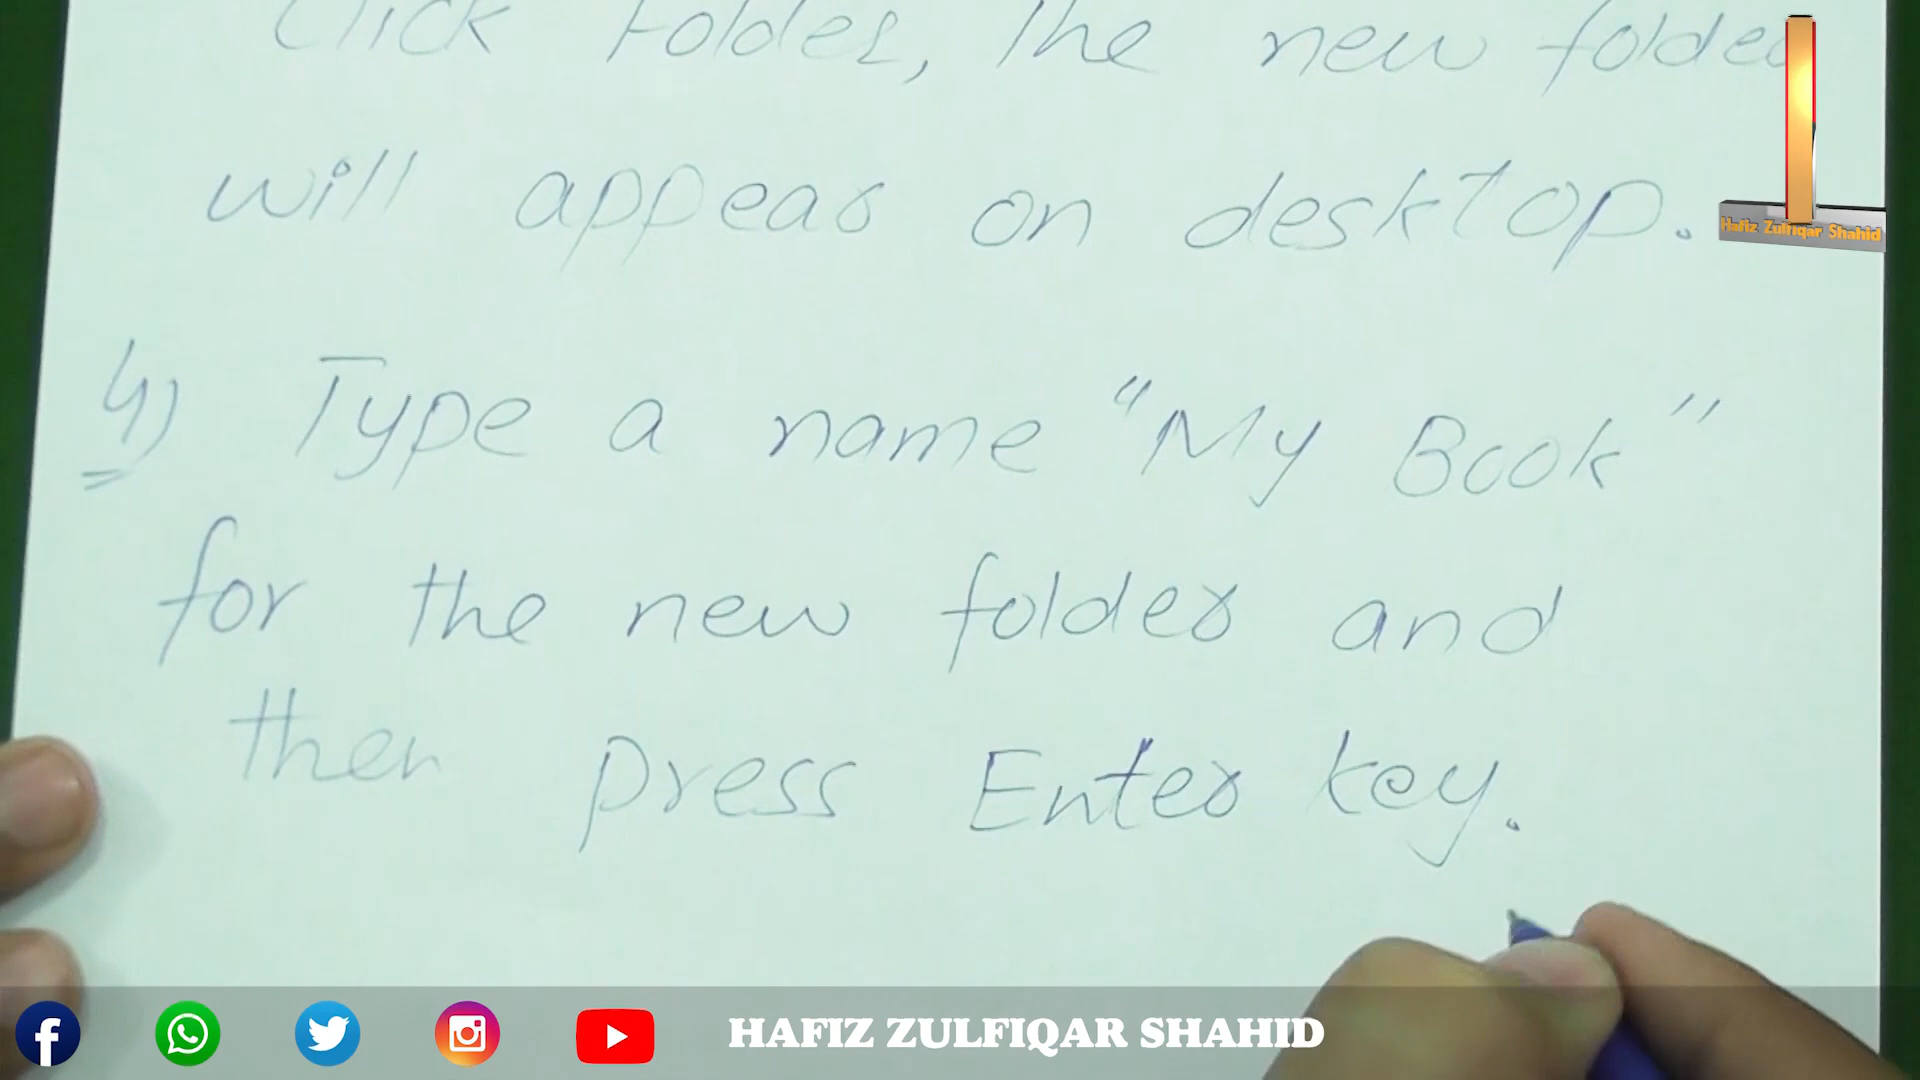 Click Folder, The new folder
will appear on desktop.
4) Type a name "My Book"
for the new folder and
then press Enter key.
Hafiz Zulfiqar Shahid
HAFIZ ZULFIQAR SHAHID